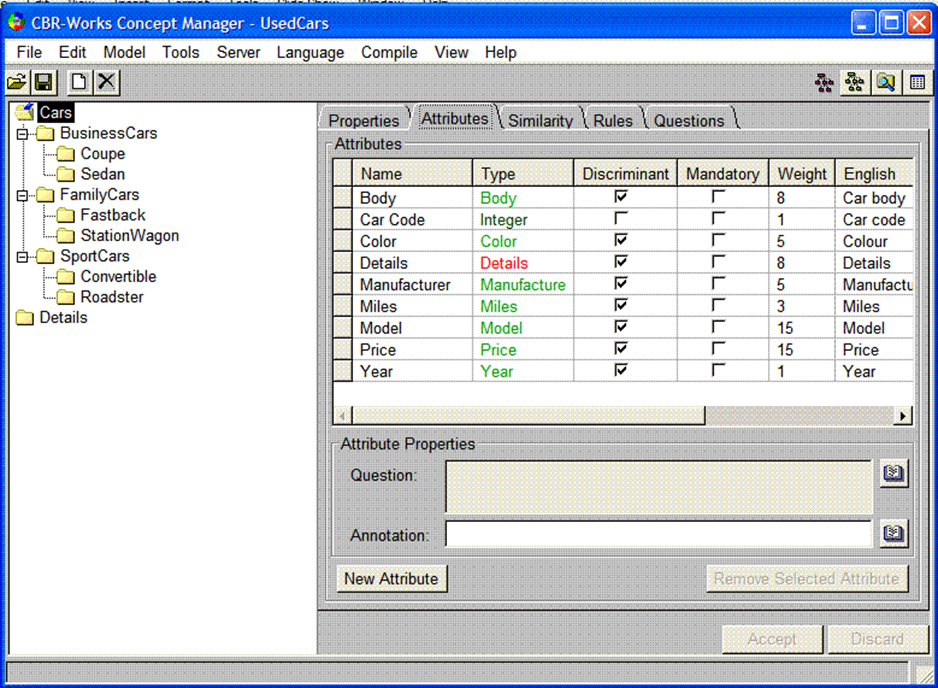 CBR-Works Concept Manager - UsedCars
File Edit Model Tools Server Language Compile View Help
Cars
BusinessCars
Coupe
Sedan
FamilyCars
Fastback
StationWagon
SportCars
Convertible
Roadster
Details
Properties Attributes Similarity Rules Questions
Attributes
Name Type Discriminant Mandatory Weight English
Body Body 8 Car body
Car Code Integer 1 Car code
Color Color 5 Colour
Details Details 8 Details
Manufacturer Manufacture 5 Manufactu
Miles Miles 3 Miles
Model Model 15 Model
Price Price 15 Price
Year Year 1 Year
Attribute Properties
Question:
Annotation:
New Attribute Remove Selected Attribute
Accept Discard